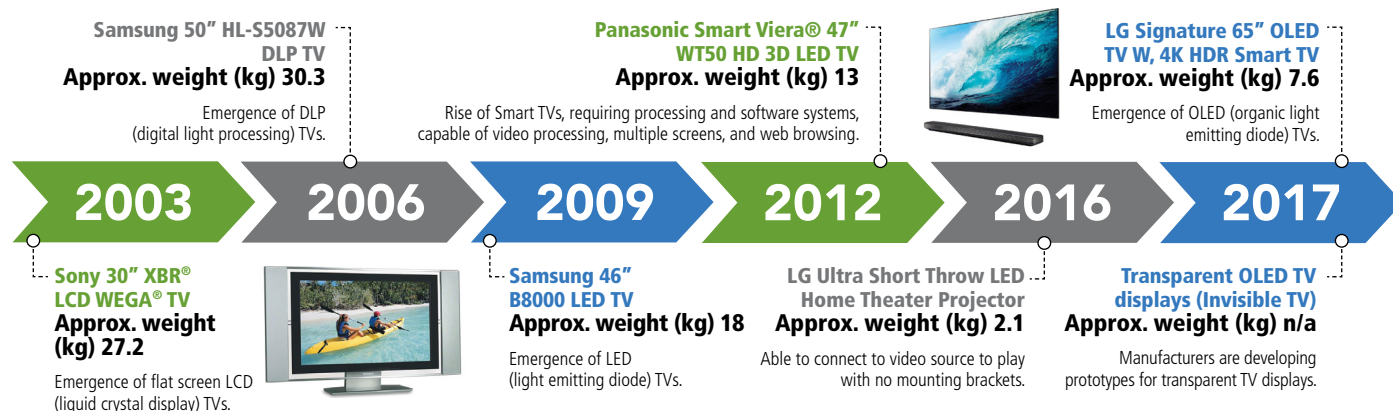 Samsung 50” HL-S5087W
DLP TV
Approx. weight (kg) 30.3
Emergence of DLP
(digital light processing) TVs.
Panasonic Smart Viera® 47”
WT50 HD 3D LED TV
Approx. weight (kg) 13
Rise of Smart TVs, requiring processing and software systems,
capable of video processing, multiple screens, and web browsing.
LG Signature 65” OLED
TV W, 4K HDR Smart TV
Approx. weight (kg) 7.6
Emergence of OLED (organic light
emitting diode) TVs.
2003
2006
2009
2012
2016
2017
Sony 30” XBR®
LCD WEGA® TV
Approx. weight
(kg) 27.2
Emergence of flat screen LCD
(liquid crystal display) TVs.
Samsung 46”
B8000 LED TV
Approx. weight (kg) 18
Emergence of LED
(light emitting diode) TVs.
LG Ultra Short Throw LED
Home Theater Projector
Approx. weight (kg) 2.1
Able to connect to video source to play
with no mounting brackets.
Transparent OLED TV
displays (Invisible TV)
Approx. weight (kg) n/a
Manufacturers are developing
prototypes for transparent TV displays.